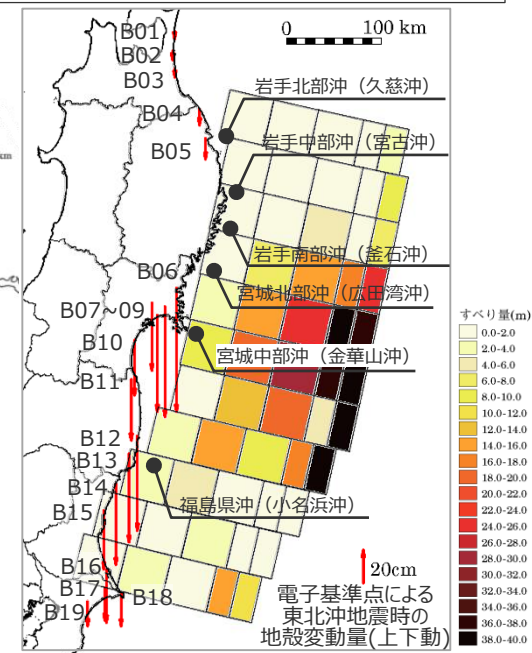 0　100 km
B01
B02
B03
B04
B05
岩手北部沖（久慈沖）
岩手中部沖（宮古沖）
岩手南部沖（釜石沖）
B06
宮城北部沖（広田湾沖）
B07～09
B10
宮城中部沖（金華山沖）
B11
B12
B13
B14
B15
福島県沖（小名浜沖）
B16
B17
B18
B19
20cm
電子基準点による
東北沖地震時の
地殻変動量(上下動)
km
すべり量(m)
0.0-2.0
2.0-4.0
4.0-6.0
6.0-8.0
8.0-10.0
10.0-12.0
12.0-14.0
14.0-16.0
16.0-18.0
18.0-20.0
20.0-22.0
22.0-24.0
24.0-26.0
26.0-28.0
28.0-30.0
30.0-32.0
32.0-34.0
34.0-36.0
36.0-38.0
38.0-40.0